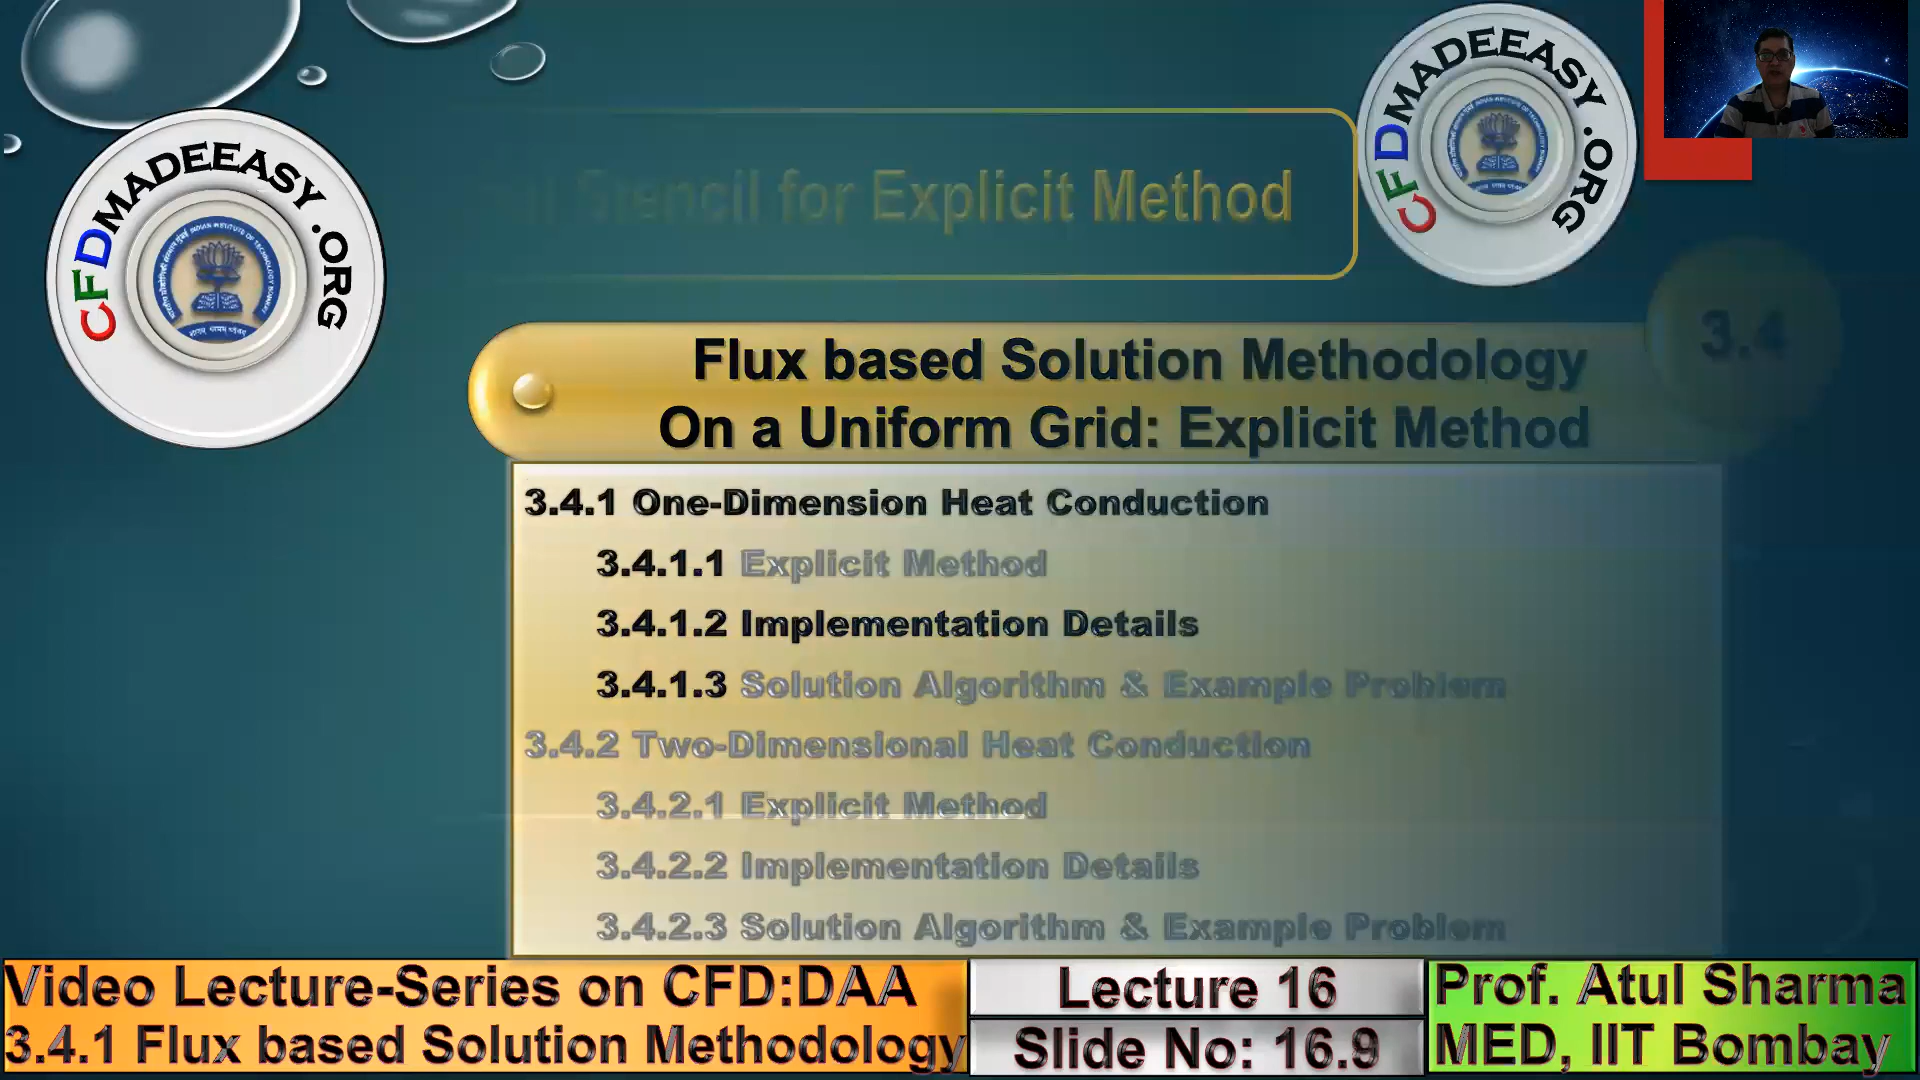 CFDMADEEASY.ORG
Stencil for Explicit Method
CFDMADEEASY.ORG
3.4
Flux based Solution Methodology
On a Uniform Grid: Explicit Method
3.4.1 One-Dimension Heat Conduction
3.4.1.1 Explicit Method
3.4.1.2 Implementation Details
3.4.1.3 Solution Algorithm & Example Problem
3.4.2 Two-Dimensional Heat Conduction
3.4.2.1 Explicit Method
3.4.2.2 Implementation Details
3.4.2.3 Solution Algorithm & Example Problem
Video Lecture-Series on CFD:DAA
3.4.1 Flux based Solution Methodology
Lecture 16
Slide No: 16.9
Prof. Atul Sharma
MED, IIT Bombay